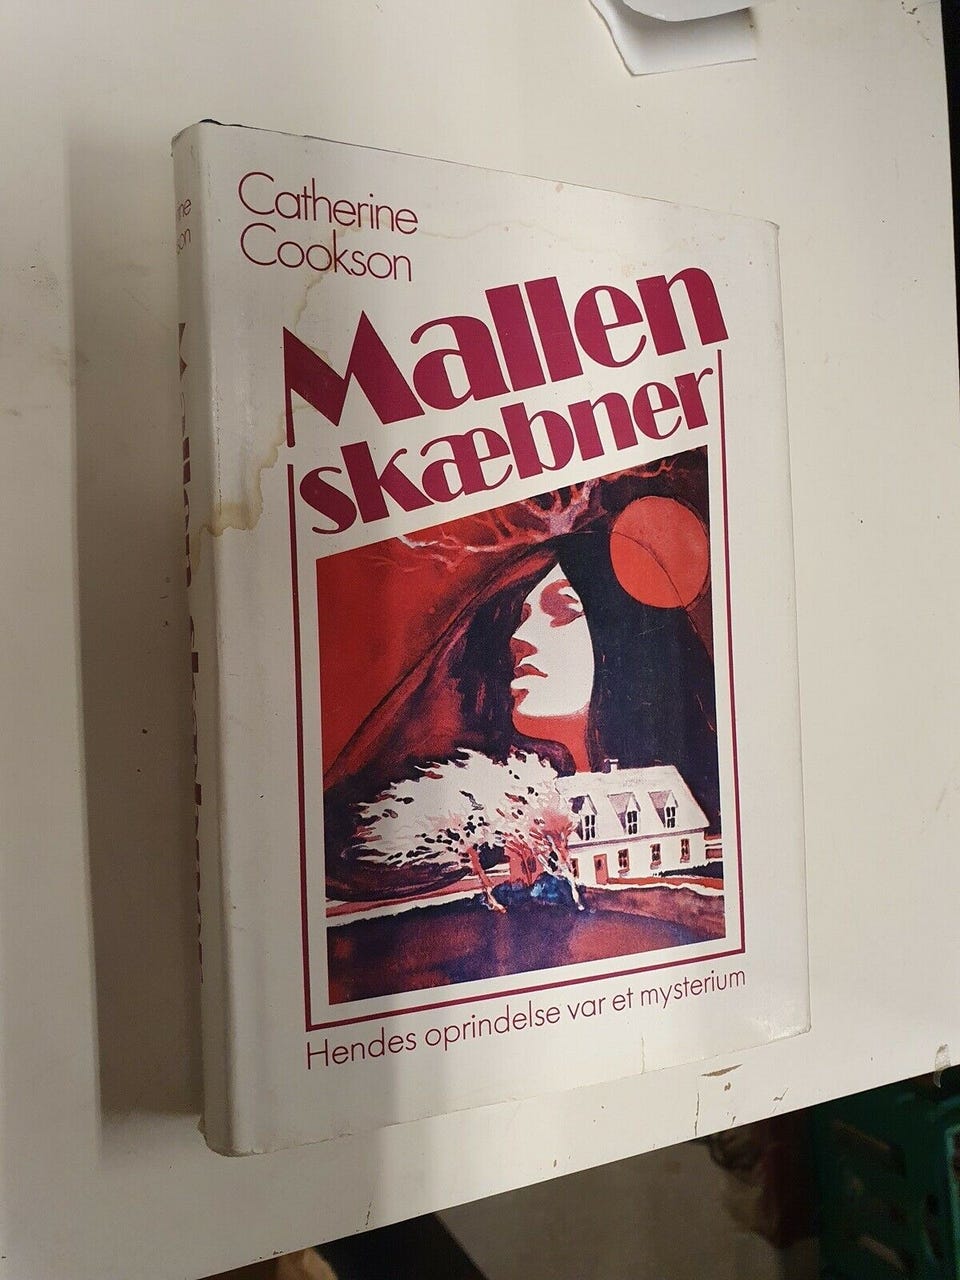 Catherine
Cookson
Mallen
skæbner
Hendes oprindelse var et mysterium